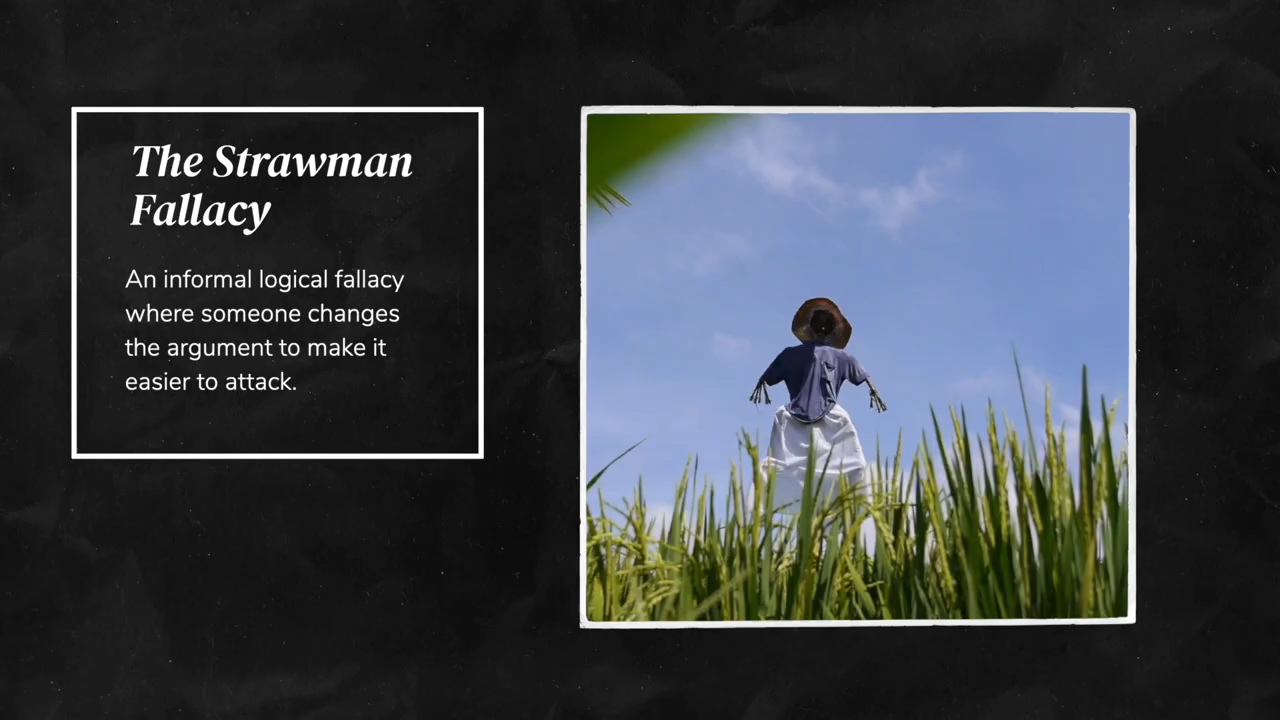 The Strawman
Fallacy
An informal logical fallacy
where someone changes
the argument to make it
easier to attack.